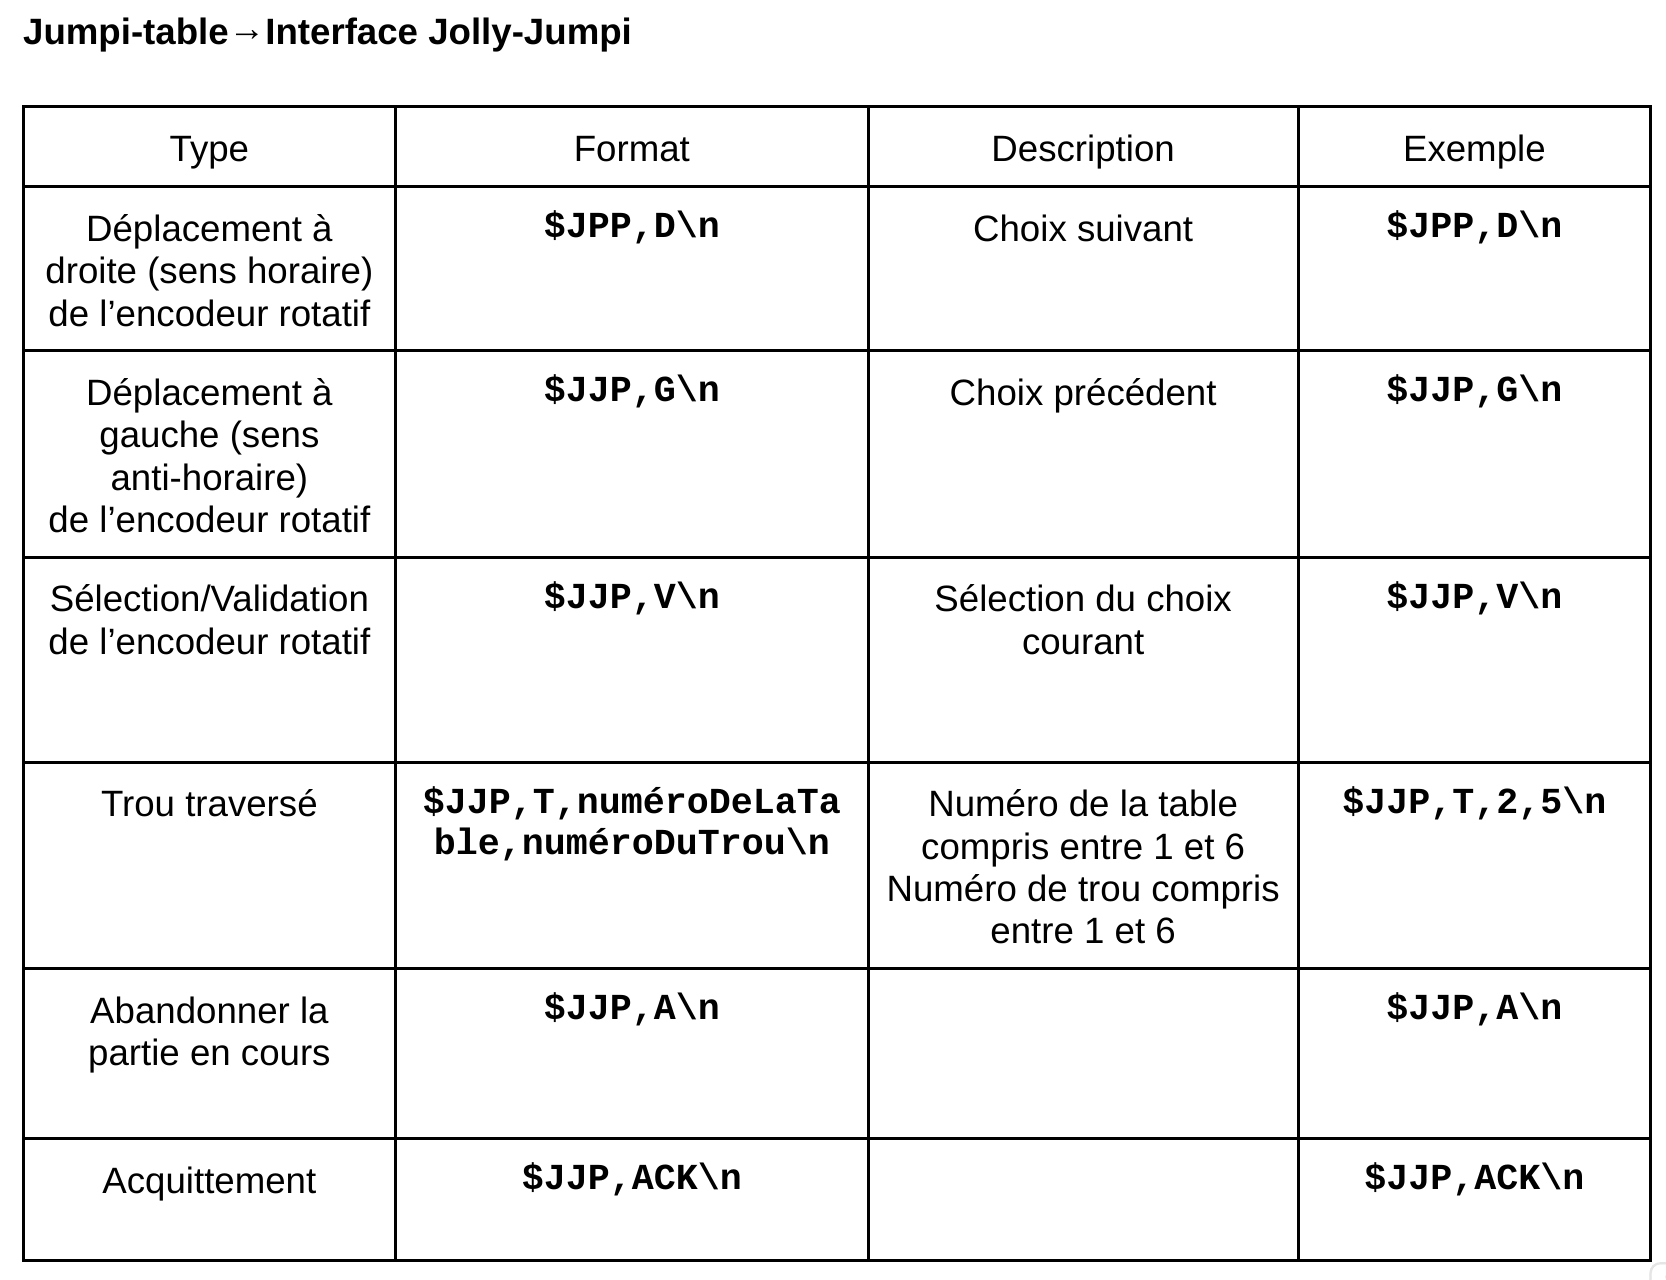 Jumpi-table→Interface Jolly-Jumpi
Type
Format
Description
Exemple
Déplacement à
droite (sens horaire)
de l’encodeur rotatif
$JPP,D\n
Choix suivant
$JPP,D\n
Déplacement à
gauche (sens
anti-horaire)
de l’encodeur rotatif
$JJP,G\n
Choix précédent
$JJP,G\n
Sélection/Validation
de l’encodeur rotatif
$JJP,V\n
Sélection du choix
courant
$JJP,V\n
Trou traversé
$JJP,T,numéroDeLaTa
ble,numéroDuTrou\n
Numéro de la table
compris entre 1 et 6
Numéro de trou compris
entre 1 et 6
$JJP,T,2,5\n
Abandonner la
partie en cours
$JJP,A\n
$JJP,A\n
Acquittement
$JJP,ACK\n
$JJP,ACK\n